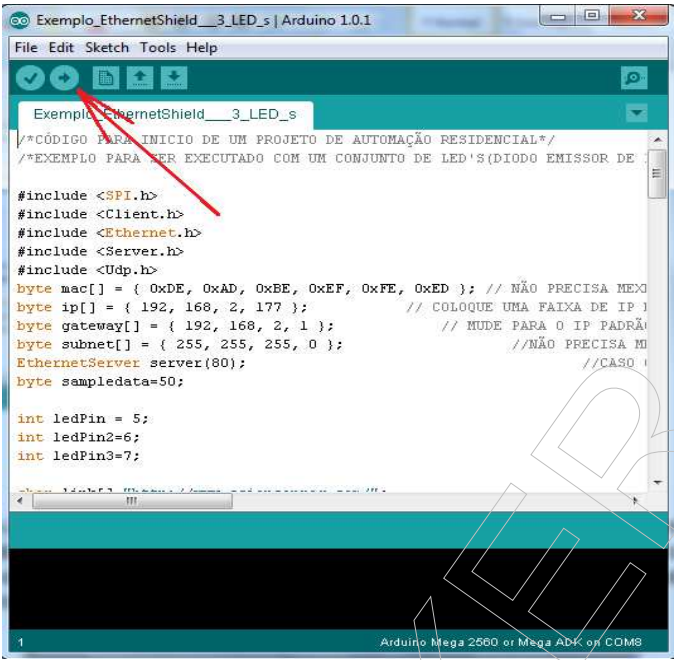 Exemplo_EthernetShield___3_LED_s | Arduino 1.0.1
File Edit Sketch Tools Help
Exemplo_EthernetShield___3_LED_s
/*CÓDIGO PARA INICIO DE UM PROJETO DE AUTOMAÇÃO RESIDENCIAL*/
/*EXEMPLO PARA SER EXECUTADO COM UM CONJUNTO DE LED'S(DIODO EMISSOR DE
#include <SPI.h>
#include <Client.h>
#include <Ethernet.h>
#include <Server.h>
#include <Udp.h>
byte mac[] = { 0xDE, 0xAD, 0xBE, 0xEF, 0xFE, 0xED }; // NÃO PRECISA
byte ip[] = { 192, 168, 2, 177 }; // COLOQUE UMA FAIXA DE IP
byte gateway[] = { 192, 168, 2, 1 }; // MUDE PARA O IP
byte subnet[] = { 255, 255, 255, 0 }; //NÃO PRECISA
EthernetServer server(80); //CASO
byte sampledata=50;
int ledPin = 5;
int ledPin2=6;
int ledPin3=7;
1
Arduino Mega 2560 or Mega ADK on COM8